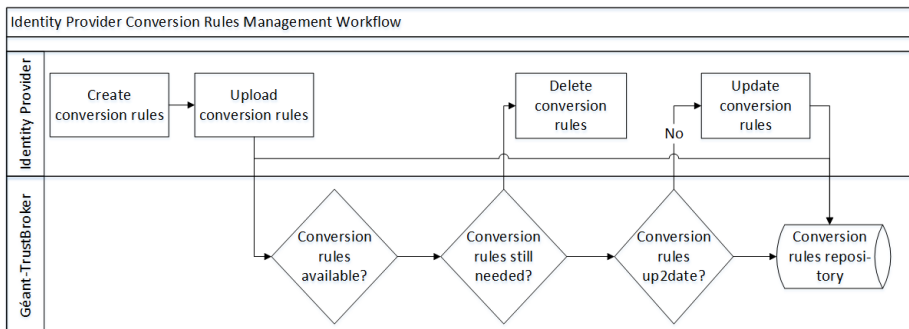 Identity Provider Conversion Rules Management Workflow
Identity Provider
Create
conversion rules
Upload
conversion rules
Delete
conversion
rules
Update
conversion
rules
No
Géant-TrustBroker
Conversion
rules
available?
Conversion
rules still
needed?
Conversion
rules
up2date?
Conversion
rules reposi-
tory